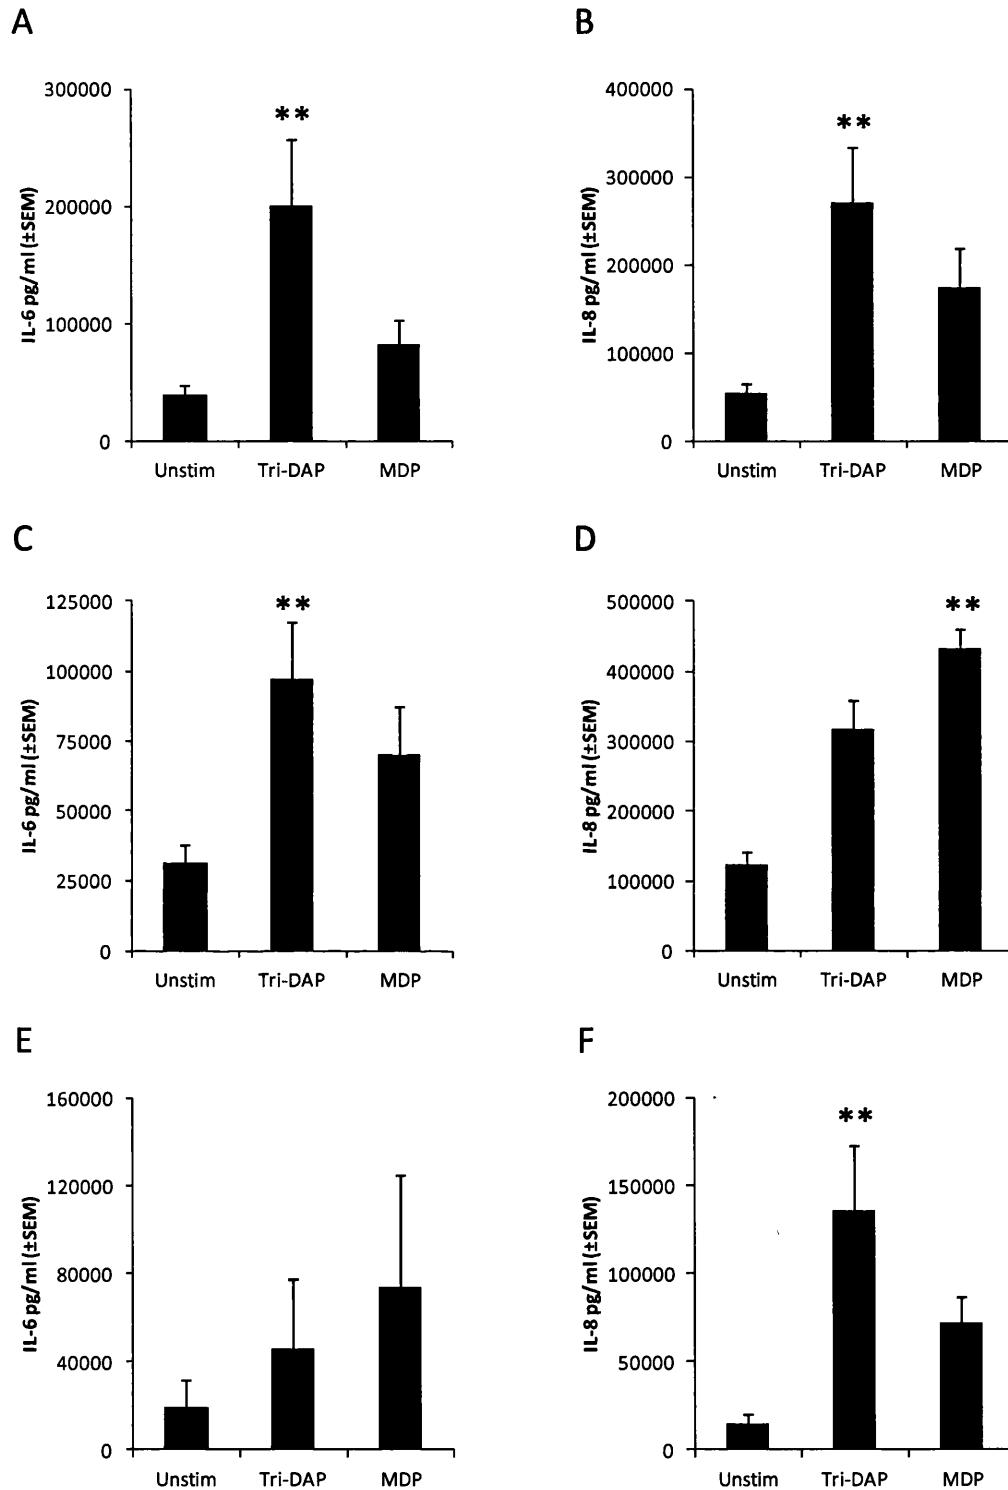 A
IL-6 pg/ml (±SEM)
300000
200000
100000
0
**
Unstim Tri-DAP MDP
B
IL-8 pg/ml (±SEM)
400000
300000
200000
100000
0
**
Unstim Tri-DAP MDP
C
IL-6 pg/ml (±SEM)
125000
100000
75000
50000
25000
0
**
Unstim Tri-DAP MDP
D
IL-8 pg/ml (±SEM)
500000
400000
300000
200000
100000
0
**
Unstim Tri-DAP MDP
E
IL-6 pg/ml (±SEM)
160000
120000
80000
40000
0
Unstim Tri-DAP MDP
F
IL-8 pg/ml (±SEM)
200000
150000
100000
50000
0
**
Unstim Tri-DAP MDP